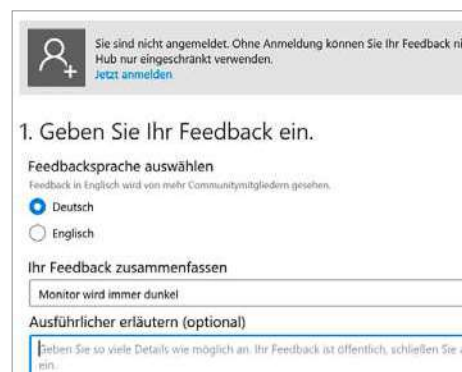 Sie sind nicht angemeldet. Ohne Anmeldung können Sie Ihr Feedback
Hub nur eingeschränkt verwenden.
Jetzt anmelden
1. Geben Sie Ihr Feedback ein.
Feedbacksprache auswählen
Feedback in Englisch wird von mehr Communitymitgliedern gesehen.
Deutsch
Englisch
Ihr Feedback zusammenfassen
Monitor wird immer dunkel
Ausführlicher erläutern (optional)
Geben Sie so viele Details wie möglich an. Ihr Feedback ist öffentlich, schließen Sie
ein.